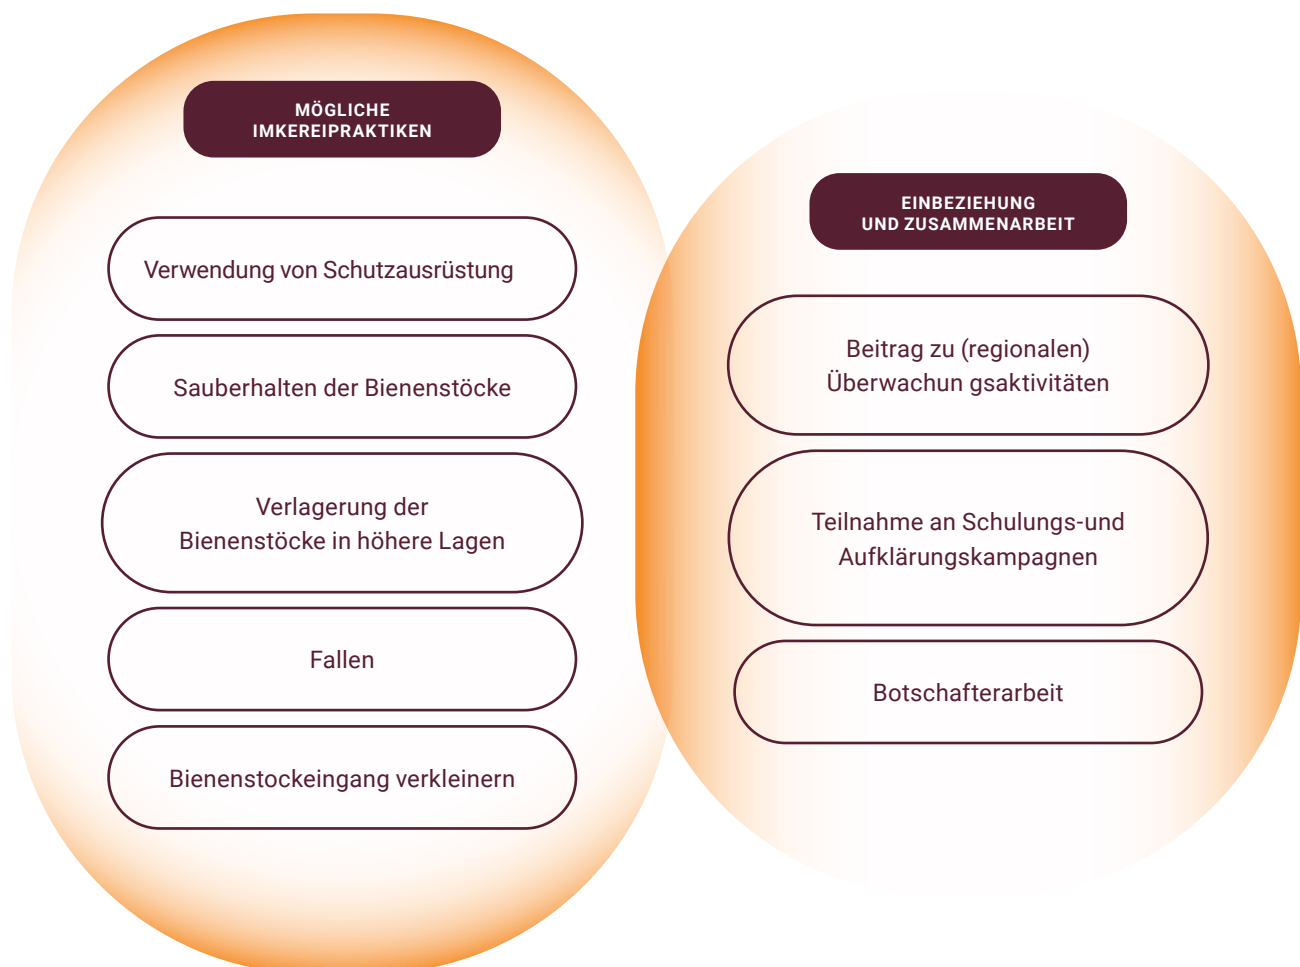 MÖGLICHE
IMKEREIPRAKTIKEN
Verwendung von Schutzausrüstung
Sauberhalten der Bienenstöcke
Verlagerung der
Bienenstöcke in höhere Lagen
Fallen
Bienenstockeingang verkleinern
EINBEZIEHUNG
UND ZUSAMMENARBEIT
Beitrag zu (regionalen)
Überwachun gsaktivitäten
Teilnahme an Schulungs-und
Aufklärungskampagnen
Botschafterarbeit